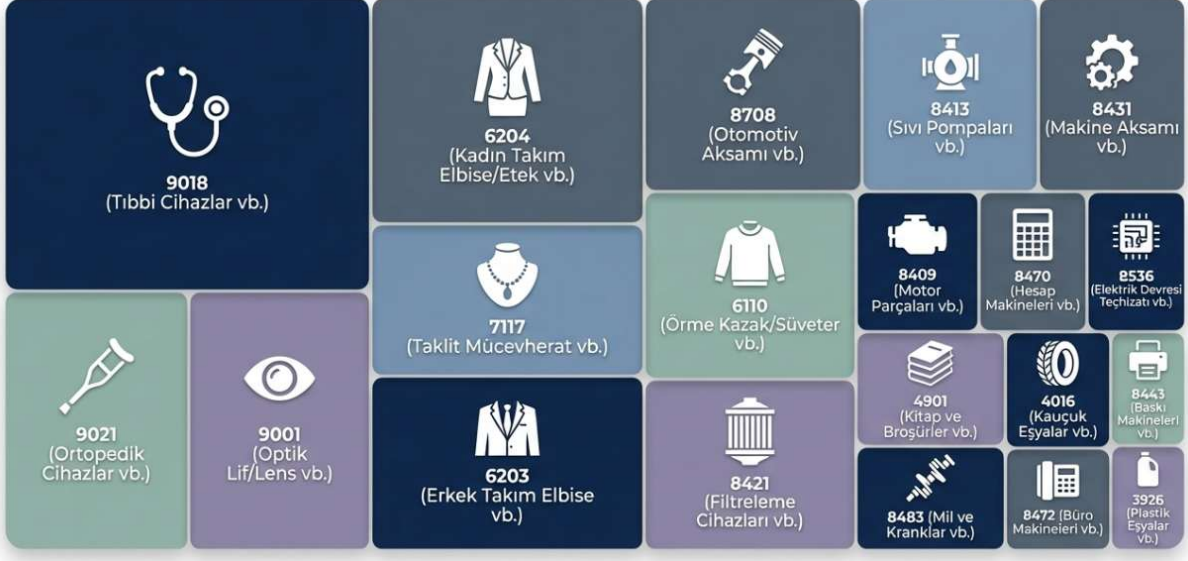 9018
(Tıbbi Cihazlar vb.)
6204
(Kadın Takım
Elbise/Etek vb.)
8708
(Otomotiv
Aksamı vb.)
8413
(Sıvı Pompaları
vb.)
8431
(Makine Aksamı
vb.)
7117
(Taklit Mücevherat vb.)
6110
(Örme Kazak/Süveter
vb.)
8409
(Motor
Parçaları vb.)
8470
(Hesap
Makineleri vb.)
8536
(Elektrik Devresi
Teçhizatı vb.)
9021
(Ortopedik
Cihazlar vb.)
9001
(Optik
Lif/Lens vb.)
6203
(Erkek Takım Elbise
vb.)
8421
(Filtreleme
Cihazları vb.)
4901
(Kitap ve
Broşürler vb.)
4016
(Kauçuk
Eşyalar vb.)
8443
(Baskı
Makineleri
vb.)
8483 (Mil ve
Kranklar vb.)
8472 (Büro
Makineieri vb.)
3926
(Plastik
Eşyalar
vb.)